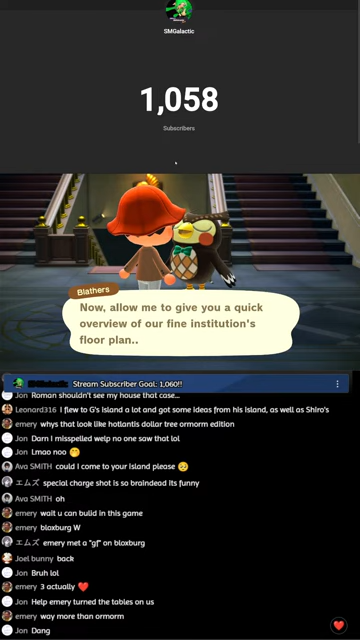 SMGalactic
1,058
Subscribers
Blathers
Now, allow me to give you a quick
overview of our fine institution's
floor plan..
SMGalactic Stream Subscriber Goal: 1,060!!
Jon Roman shouldn't see my house that case...
Leonard316 I flew to G's island a lot and got some ideas from his island, as well as Shiro's
emery whys that look like hotlantis dollar tree ormorm edition
Jon Darn I misspelled welp no one saw that lol
Jon Lmao noo 🤭
Ava SMITH could I come to your island please 🥺
エムズ special charge shot is so braindead its funny
Ava SMITH oh
emery wait u can bulid in this game
emery bloxburg W
エムズ emery met a "gf" on bloxburg
Joel bunny back
Jon Bruh lol
emery 3 actually ❤️
Jon Help emery turned the tables on us
emery way more than ormorm
Jon Dang